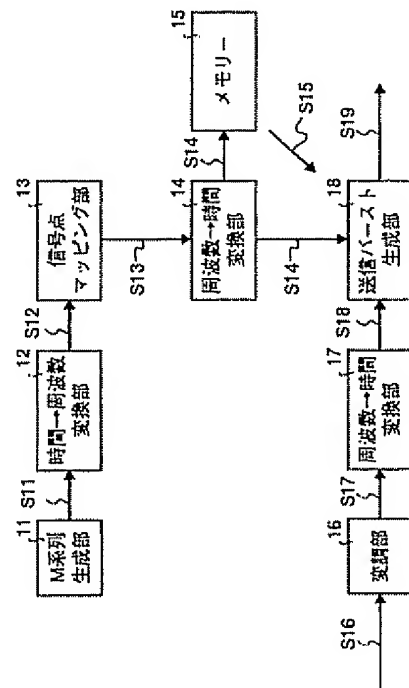 11
M系列
生成部
S11
12
時間→周波数
変換部
S12
13
信号点
マッピング部
S13
14
周波数→時間
変換部
S14
15
メモリー
S15
S14
S16
16
変調部
S17
17
周波数→時間
変換部
S18
18
送信バースト
生成部
S19